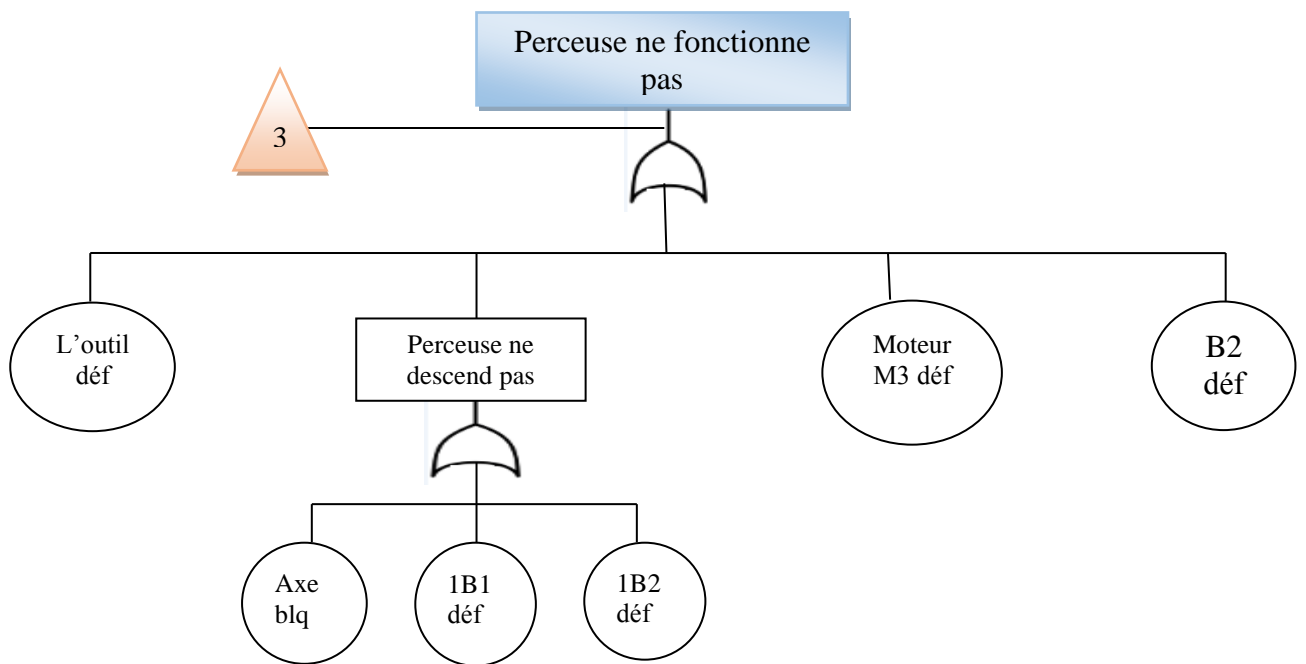 Perceuse ne fonctionne
pas
3
L’outil
déf
Perceuse ne
descend pas
Moteur
M3 déf
B2
déf
Axe
blq
1B1
déf
1B2
déf